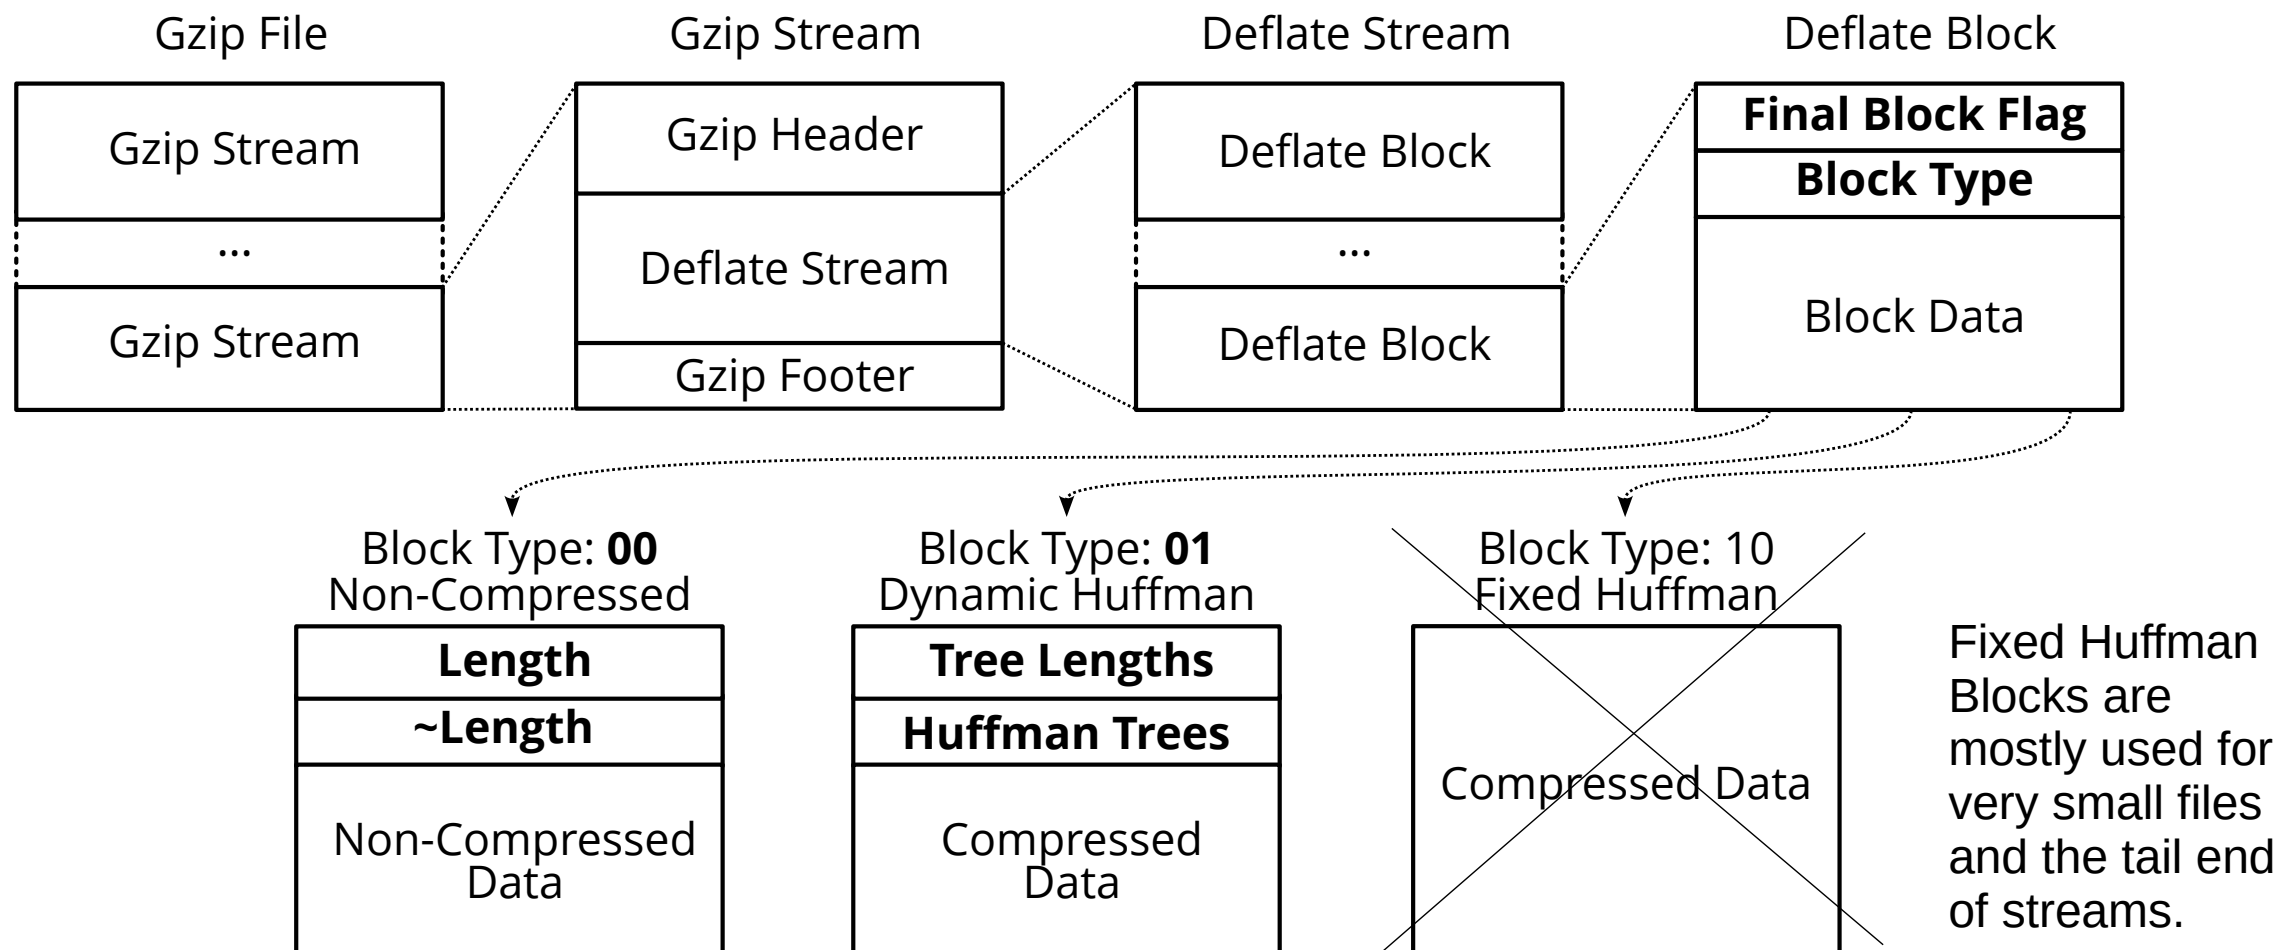 Gzip File
Gzip Stream
Deflate Stream
Deflate Block
Gzip Stream
...
Gzip Stream
Gzip Header
Deflate Stream
Gzip Footer
Deflate Block
...
Deflate Block
Final Block Flag
Block Type
Block Data
Block Type: 00
Non-Compressed
Length
~Length
Non-Compressed
Data
Block Type: 01
Dynamic Huffman
Tree Lengths
Huffman Trees
Compressed
Data
Block Type: 10
Fixed Huffman
Compressed Data
Fixed Huffman
Blocks are
mostly used for
very small files
and the tail end
of streams.